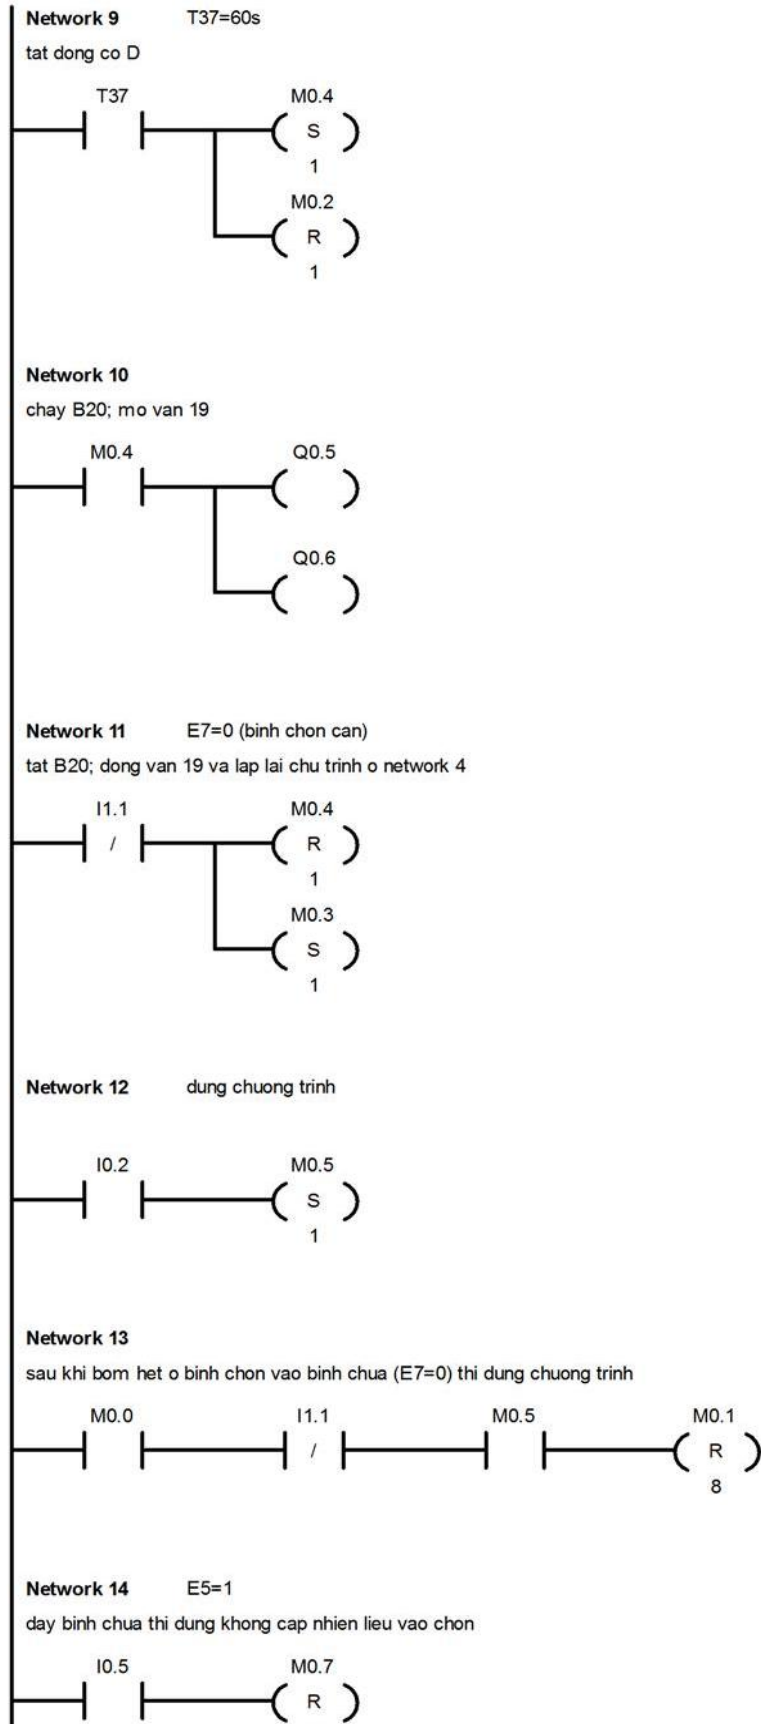 Network 9 T37=60s
tat dong co D
T37 M0.4
S
1
M0.2
R
1
Network 10
chay B20; mo van 19
M0.4 Q0.5
Q0.6
Network 11 E7=0 (binh chon can)
tat B20; dong van 19 va lap lai chu trinh o network 4
I1.1 M0.4
/ R
1
M0.3
S
1
Network 12 dung chuong trinh
I0.2 M0.5
S
1
Network 13
sau khi bom het o binh chon vao binh chua (E7=0) thi dung chuong trinh
M0.0 I1.1 M0.5 M0.1
/ R
8
Network 14 E5=1
day binh chua thi dung khong cap nhien lieu vao chon
I0.5 M0.7
R